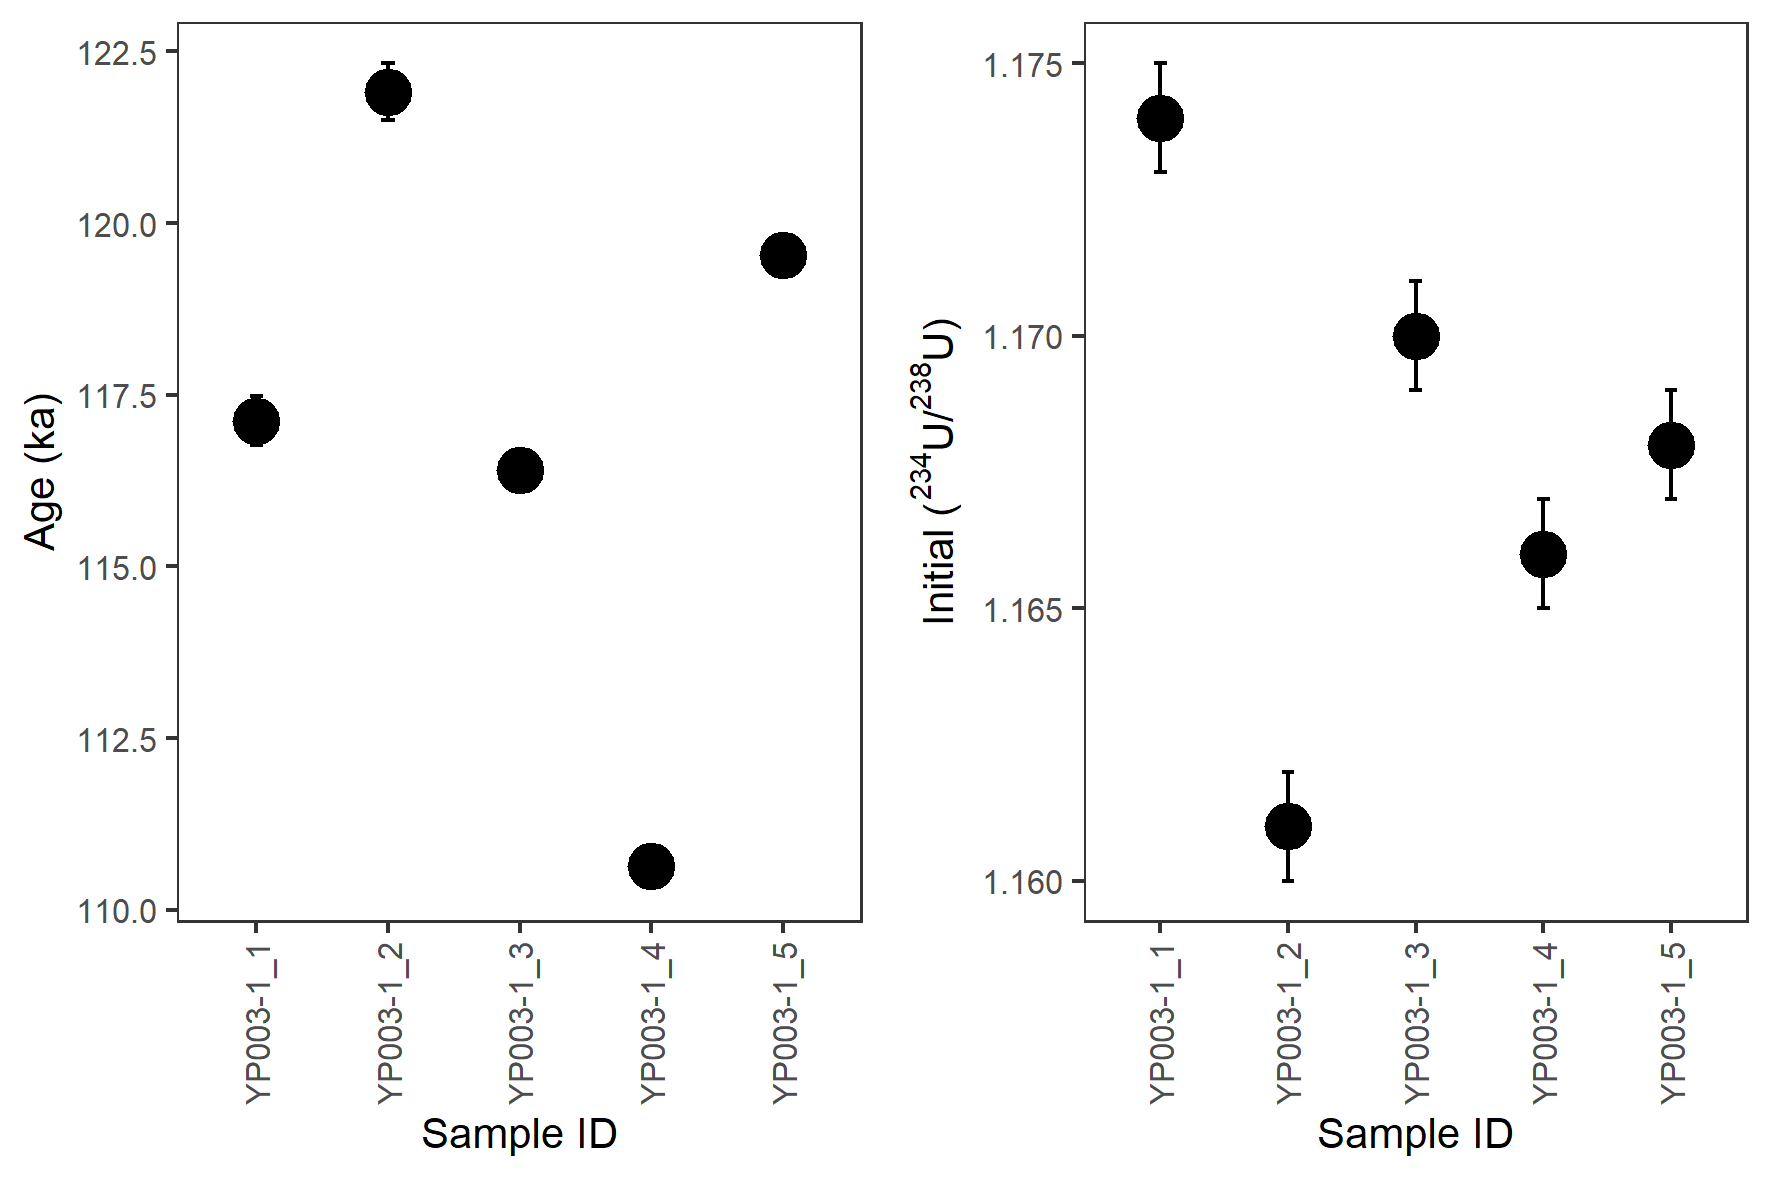 Age (ka)
122.5
120.0
117.5
115.0
112.5
110.0
YP003-1_1
YP003-1_2
YP003-1_3
YP003-1_4
YP003-1_5
Sample ID
Initial (²³⁴U/²³⁸U)
1.175
1.170
1.165
1.160
YP003-1_1
YP003-1_2
YP003-1_3
YP003-1_4
YP003-1_5
Sample ID